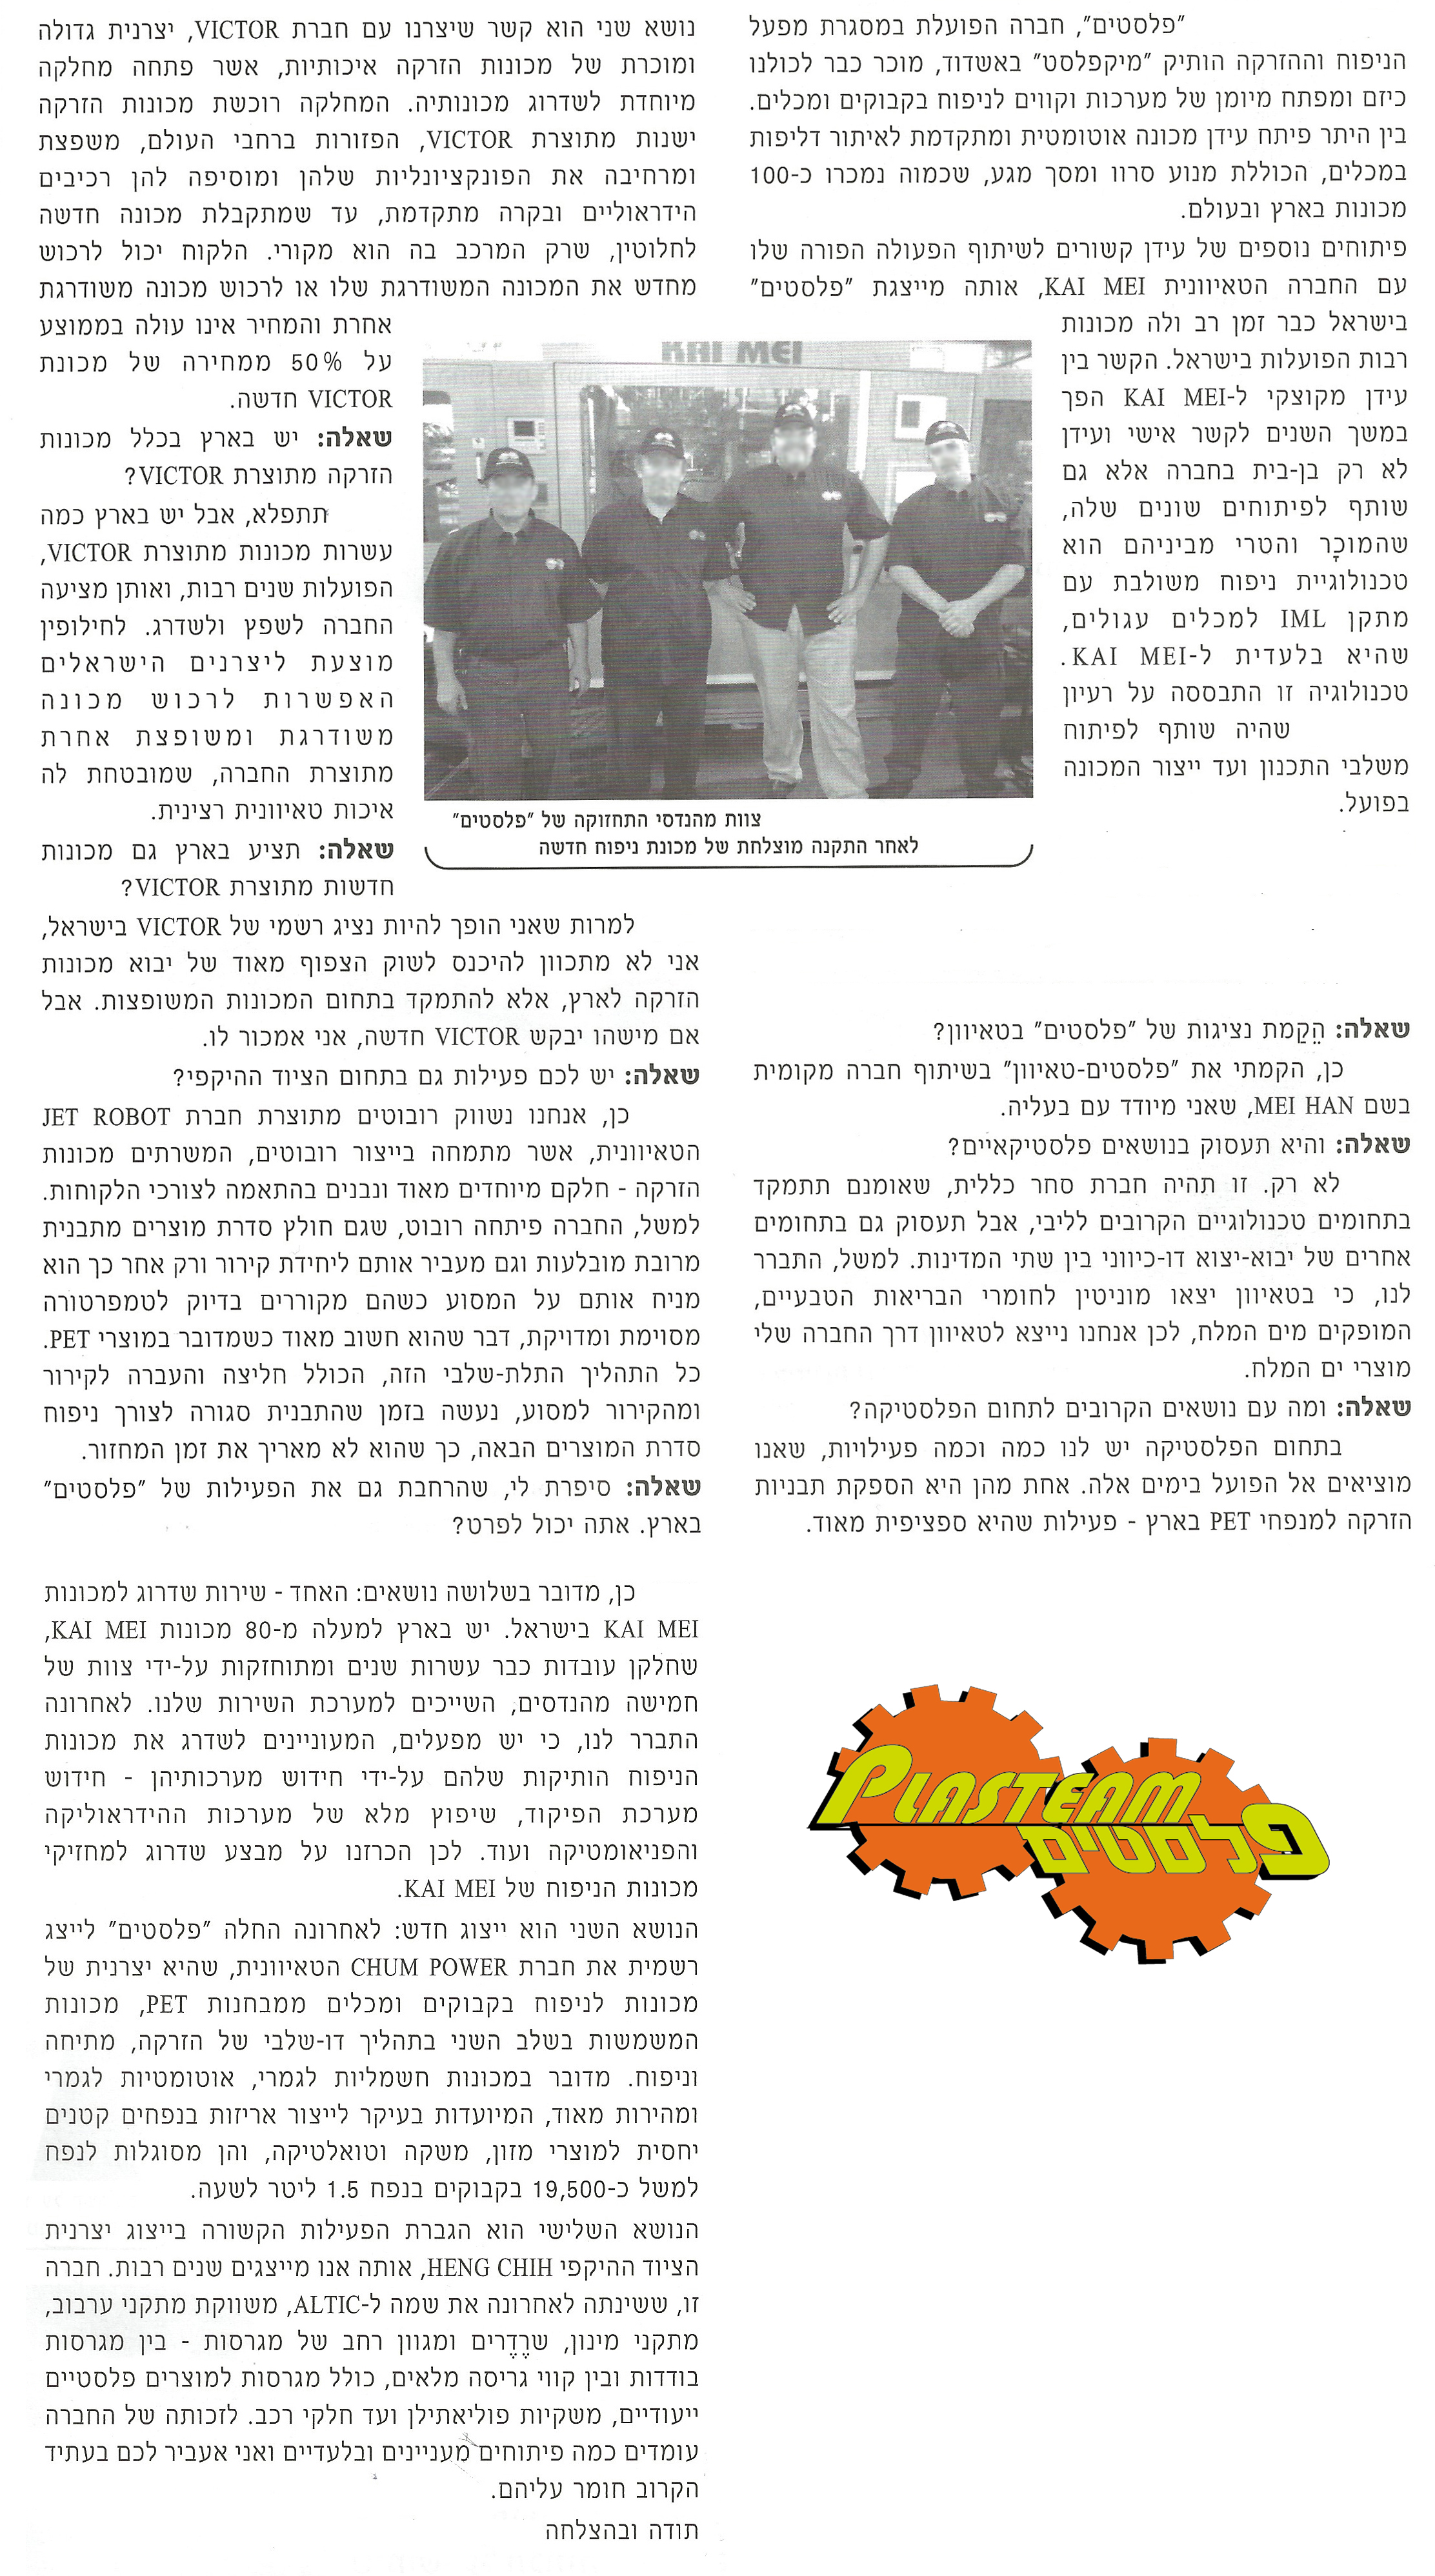 "פלסטים", חברה הפועלת במסגרת מפעל
הניפוח וההזרקה הותיק "מיקפלסט" באשדוד, מוכר כבר לכולנו
כיזם ומפתח מיומן של מערכות וקווים לניפוח בקבוקים ומכלים.
בין היתר פיתח עידן מכונה אוטומטית ומתקדמת לאיתור דליפות
במכלים, הכוללת מנוע סרוו ומסך מגע, שכמוה נמכרו כ-100
מכונות בארץ ובעולם.
פיתוחים נוספים של עידן קשורים לשיתוף הפעולה הפורה שלו
עם החברה הטאיוונית KAI MEI, אותה מייצגת "פלסטים"
בישראל כבר זמן רב ולה מכונות
רבות הפועלות בישראל. הקשר בין
עידן מקוצקי ל-KAI MEI הפך
במשך השנים לקשר אישי ועידן
לא רק בן-בית בחברה אלא גם
שותף לפיתוחים שונים שלה,
שהמוכָּר והטרי מביניהם הוא
טכנולוגיית ניפוח משולבת עם
מתקן IML למכלים עגולים,
שהיא בלעדית ל-KAI MEI.
טכנולוגיה זו התבססה על רעיון
שהיה שותף לפיתוח
משלבי התכנון ועד ייצור המכונה
בפועל.
KAI MEI
צוות מהנדסי התחזוקה של "פלסטים"
לאחר התקנה מוצלחת של מכונת ניפוח חדשה
שאלה: הֲקַמת נציגות של "פלסטים" בטאיוון?
כן, הקמתי את "פלסטים-טאיוון" בשיתוף חברה מקומית
בשם MEI HAN, שאני מיודד עם בעליה.
שאלה: והיא תעסוק בנושאים פלסטיקאיים?
לא רק. זו תהיה חברת סחר כללית, שאומנם תתמקד
בתחומים טכנולוגיים הקרובים לליבי, אבל תעסוק גם בתחומים
אחרים של יבוא-יצוא דו-כיווני בין שתי המדינות. למשל, התברר
לנו, כי בטאיוון יצאו מוניטין לחומרי הבריאות הטבעיים,
המופקים מים המלח, לכן אנחנו נייצא לטאיוון דרך החברה שלי
מוצרי ים המלח.
שאלה: ומה עם נושאים הקרובים לתחום הפלסטיקה?
בתחום הפלסטיקה יש לנו כמה וכמה פעילויות, שאנו
מוציאים אל הפועל בימים אלה. אחת מהן היא הספקת תבניות
הזרקה למנפחי PET בארץ - פעילות שהיא ספציפית מאוד.
PLASTEAM
פלסטים
נושא שני הוא קשר שיצרנו עם חברת VICTOR, יצרנית גדולה
ומוכרת של מכונות הזרקה איכותיות, אשר פתחה מחלקה
מיוחדת לשדרוג מכונותיה. המחלקה רוכשת מכונות הזרקה
ישנות מתוצרת VICTOR, הפזורות ברחבי העולם, משפצת
ומרחיבה את הפונקציונליות שלהן ומוסיפה להן רכיבים
הידראוליים ובקרה מתקדמת, עד שמתקבלת מכונה חדשה
לחלוטין, שרק המרכב בה הוא מקורי. הלקוח יכול לרכוש
מחדש את המכונה המשודרגת שלו או לרכוש מכונה משודרגת
אחרת והמחיר אינו עולה בממוצע
על 50% ממחירה של מכונת
VICTOR חדשה.
שאלה: יש בארץ בכלל מכונות
הזרקה מתוצרת VICTOR?
תתפלא, אבל יש בארץ כמה
עשרות מכונות מתוצרת VICTOR,
הפועלות שנים רבות, ואותן מציעה
החברה לשפץ ולשדרג. לחילופין
מוצעת ליצרנים הישראלים
האפשרות לרכוש מכונה
משודרגת ומשופצת אחרת
מתוצרת החברה, שמובטחת לה
איכות טאיוונית רצינית.
שאלה: תציע בארץ גם מכונות
חדשות מתוצרת VICTOR?
למרות שאני הופך להיות נציג רשמי של VICTOR בישראל,
אני לא מתכוון להיכנס לשוק הצפוף מאוד של יבוא מכונות
הזרקה לארץ, אלא להתמקד בתחום המכונות המשופצות. אבל
אם מישהו יבקש VICTOR חדשה, אני אמכור לו.
שאלה: יש לכם פעילות גם בתחום הציוד ההיקפי?
כן, אנחנו נשווק רובוטים מתוצרת חברת JET ROBOT
הטאיוונית, אשר מתמחה בייצור רובוטים, המשרתים מכונות
הזרקה - חלקם מיוחדים מאוד ונבנים בהתאמה לצורכי הלקוחות.
למשל, החברה פיתחה רובוט, שגם חולץ סדרת מוצרים מתבנית
מרובת מובלעות וגם מעביר אותם ליחידת קירור ורק אחר כך הוא
מניח אותם על המסוע כשהם מקוררים בדיוק לטמפרטורה
מסוימת ומדויקת, דבר שהוא חשוב מאוד כשמדובר במוצרי PET.
כל התהליך התלת-שלבי הזה, הכולל חליצה והעברה לקירור
ומהקירור למסוע, נעשה בזמן שהתבנית סגורה לצורך ניפוח
סדרת המוצרים הבאה, כך שהוא לא מאריך את זמן המחזור.
שאלה: סיפרת לי, שהרחבת גם את הפעילות של "פלסטים"
בארץ. אתה יכול לפרט?
כן, מדובר בשלושה נושאים: האחד - שירות שדרוג למכונות
KAI MEI בישראל. יש בארץ למעלה מ-80 מכונות KAI MEI,
שחלקן עובדות כבר עשרות שנים ומתוחזקות על-ידי צוות של
חמישה מהנדסים, השייכים למערכת השירות שלנו. לאחרונה
התברר לנו, כי יש מפעלים, המעוניינים לשדרג את מכונות
הניפוח הותיקות שלהם על-ידי חידוש מערכותיהן - חידוש
מערכת הפיקוד, שיפוץ מלא של מערכות ההידראוליקה
והפניאומטיקה ועוד. לכן הכרזנו על מבצע שדרוג למחזיקי
מכונות הניפוח של KAI MEI.
הנושא השני הוא ייצוג חדש: לאחרונה החלה "פלסטים" לייצג
רשמית את חברת CHUM POWER הטאיוונית, שהיא יצרנית של
מכונות לניפוח בקבוקים ומכלים ממבחנות PET, מכונות
המשמשות בשלב השני בתהליך דו-שלבי של הזרקה, מתיחה
וניפוח. מדובר במכונות חשמליות לגמרי, אוטומטיות לגמרי
ומהירות מאוד, המיועדות בעיקר לייצור אריזות בנפחים קטנים
יחסית למוצרי מזון, משקה וטואלטיקה, והן מסוגלות לנפח
למשל כ-19,500 בקבוקים בנפח 1.5 ליטר לשעה.
הנושא השלישי הוא הגברת הפעילות הקשורה בייצוג יצרנית
הציוד ההיקפי HENG CHIH, אותה אנו מייצגים שנים רבות. חברה
זו, ששינתה לאחרונה את שמה ל-ALTIC, משווקת מתקני ערבוב,
מתקני מינון, שרֶדֶרים ומגוון רחב של מגרסות - בין מגרסות
בודדות ובין קווי גריסה מלאים, כולל מגרסות למוצרים פלסטיים
ייעודיים, משקיות פוליאתילן ועד חלקי רכב. לזכותה של החברה
עומדים כמה פיתוחים מעניינים ובלעדיים ואני אעביר לכם בעתיד
הקרוב חומר עליהם.
תודה ובהצלחה